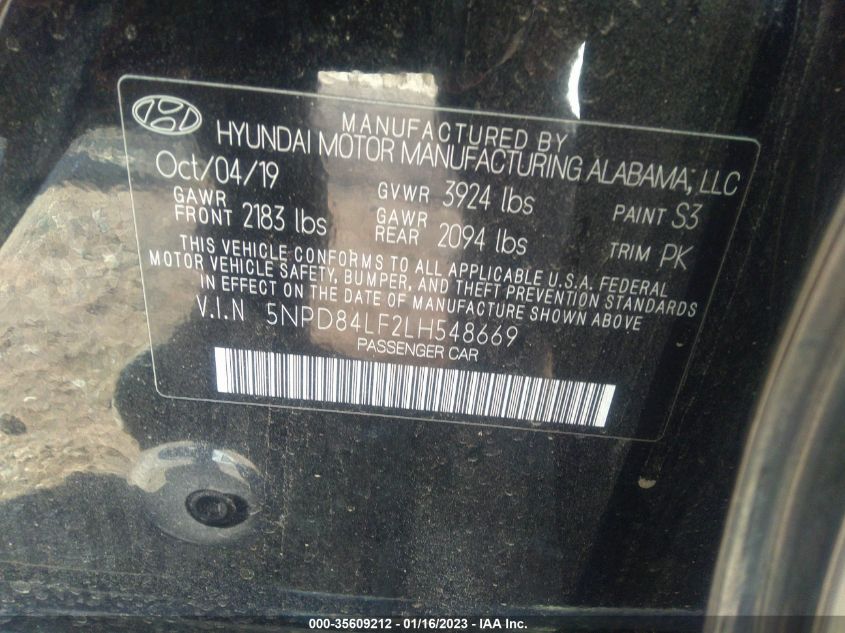 MANUFACTURED BY
HYUNDAI MOTOR MANUFACTURING ALABAMA, LLC
Oct/04/19
GVWR 3924 lbs
PAINT S3
GAWR FRONT 2183 lbs
GAWR REAR 2094 lbs
TRIM PK
THIS VEHICLE CONFORMS TO ALL APPLICABLE U.S.A. FEDERAL
MOTOR VEHICLE SAFETY, BUMPER, AND THEFT PREVENTION STANDARDS
IN EFFECT ON THE DATE OF MANUFACTURE SHOWN ABOVE
V.I.N 5NPD84LF2LH548669
PASSENGER CAR
000-35609212 - 01/16/2023 - IAA Inc.